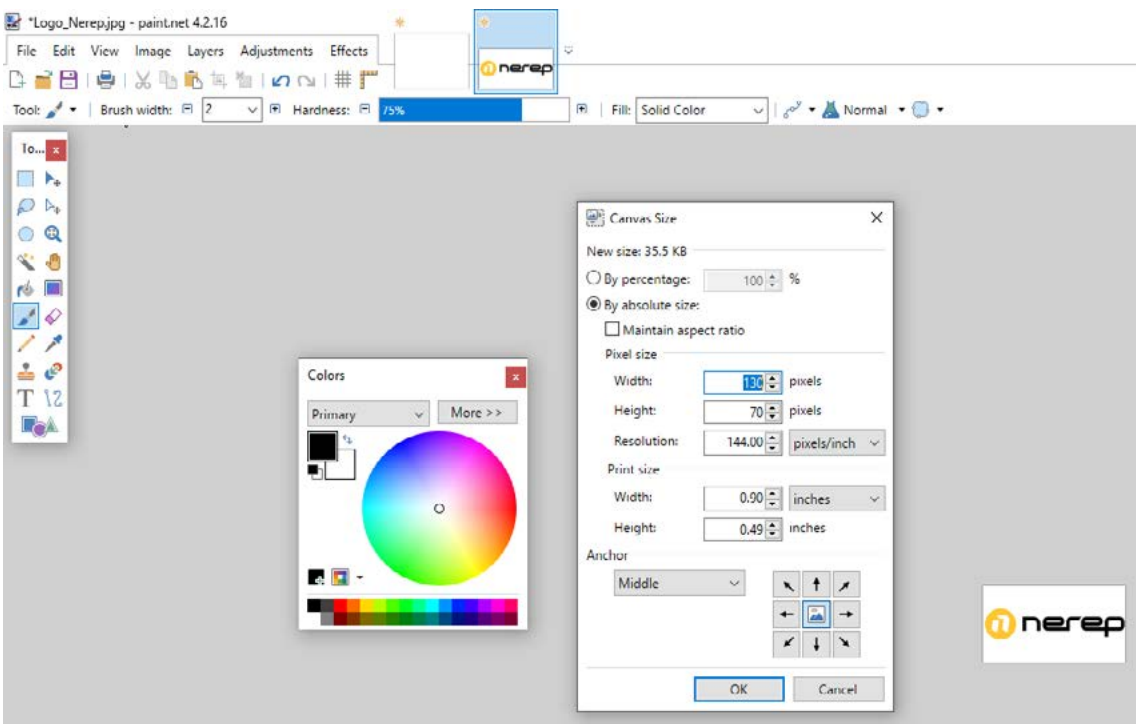 *Logo_Nerep.jpg - paint.net 4.2.16
File Edit View Image Layers Adjustments Effects
nerep
Tool: Brush width: 2 Hardness: 75% Fill: Solid Color Normal
To...
Canvas Size
New size: 35.5 KB
By percentage: 100 %
By absolute size:
Maintain aspect ratio
Pixel size
Width: 130 pixels
Height: 70 pixels
Resolution: 144.00 pixels/inch
Print size
Width: 0.90 inches
Height: 0.49 inches
Anchor
Middle
OK Cancel
Colors
Primary More >>
nerep